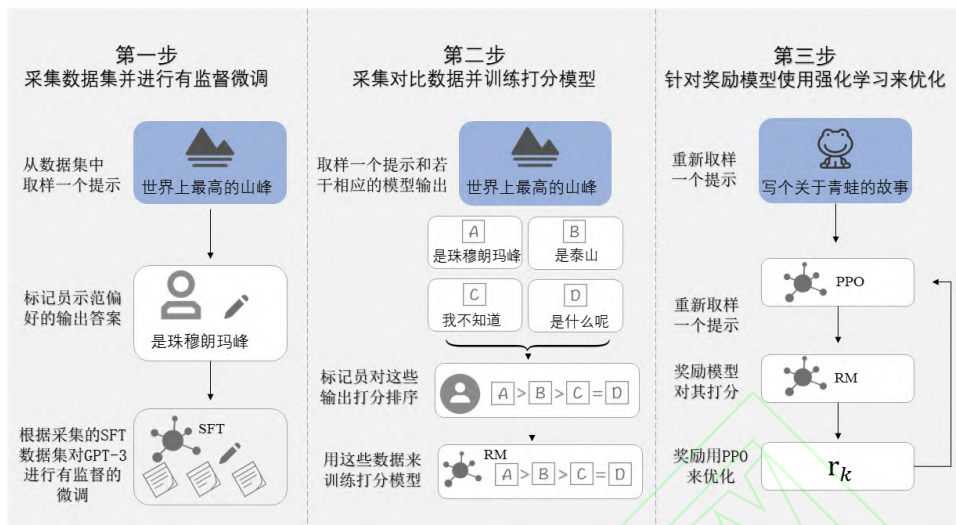 第一步
采集数据集并进行有监督微调
从数据集中
取样一个提示
世界上最高的山峰
标记员示范偏
好的输出答案
是珠穆朗玛峰
根据采集的SFT
数据集对GPT-3
进行有监督的
微调
SFT
第二步
采集对比数据并训练打分模型
取样一个提示和若
干相应的模型输出
世界上最高的山峰
A
是珠穆朗玛峰
B
是泰山
C
我不知道
D
是什么呢
标记员对这些
输出打分排序
A>B>C=D
用这些数据来
训练打分模型
RM
A>B>C=D
第三步
针对奖励模型使用强化学习来优化
重新取样
一个提示
写个关于青蛙的故事
重新取样
一个提示
PPO
奖励模型
对其打分
RM
奖励用PPO
来优化
r_k